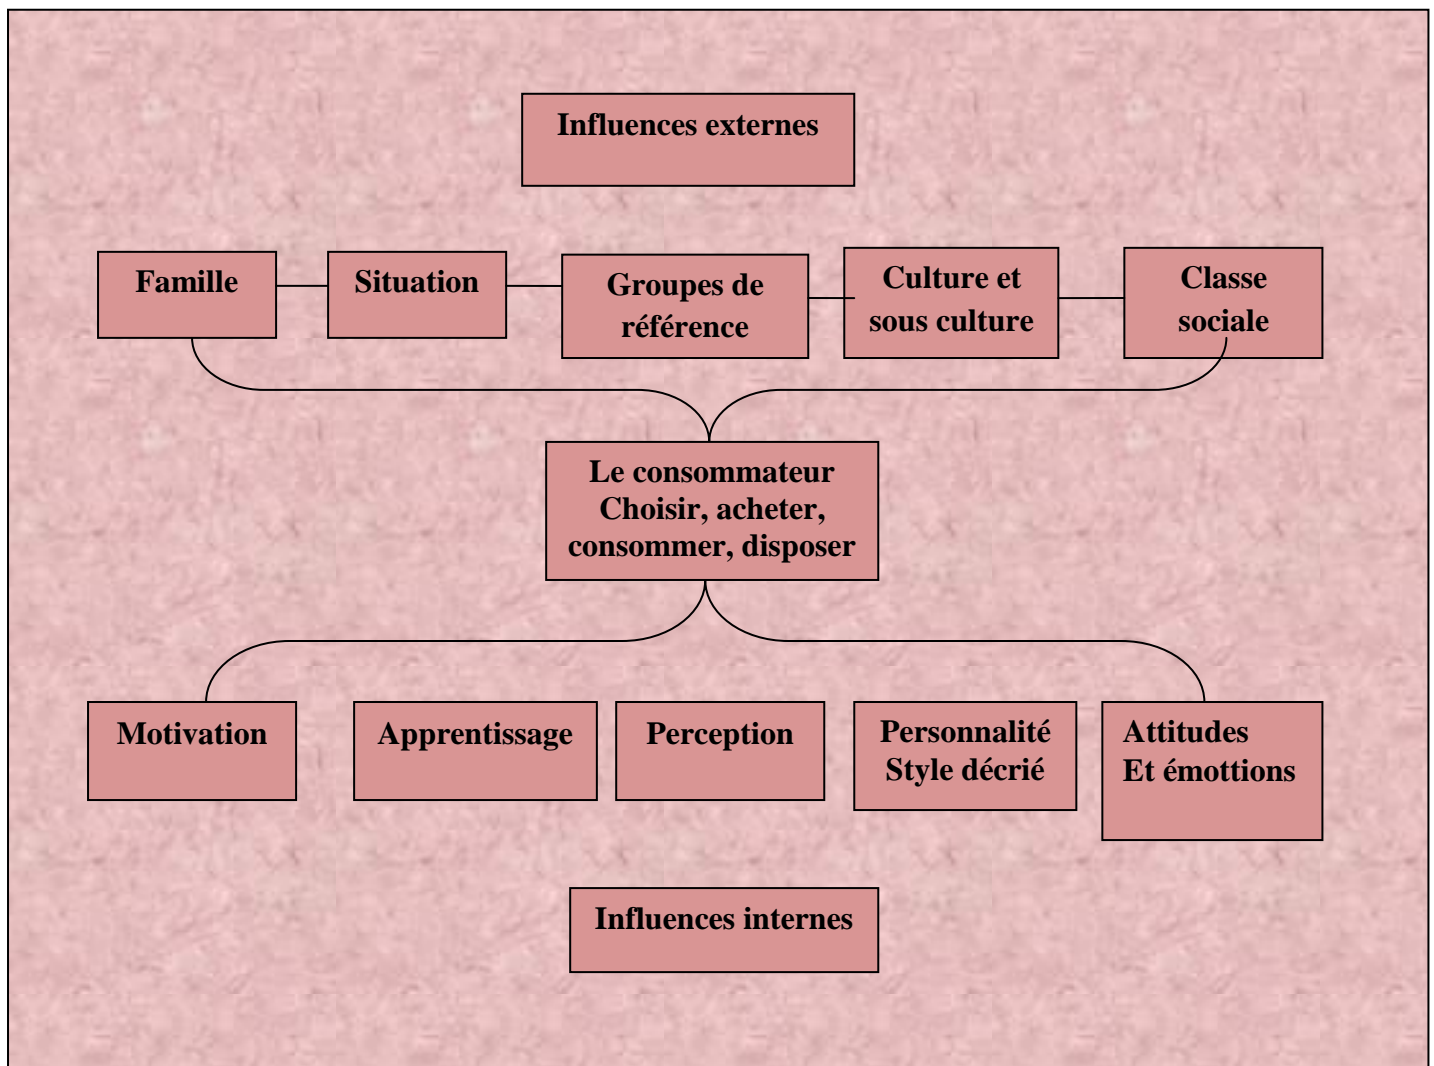 Influences externes
Famille
Situation
Groupes de
référence
Culture et
sous culture
Classe
sociale
Le consommateur
Choisir, acheter,
consommer, disposer
Motivation
Apprentissage
Perception
Personnalité
Style décrié
Attitudes
Et émottions
Influences internes